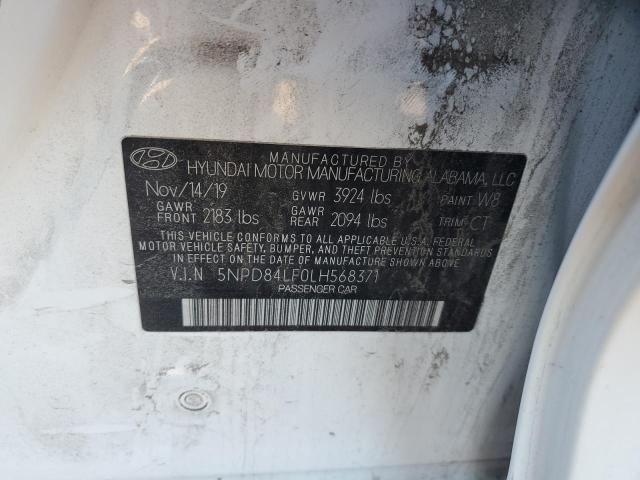 MANUFACTURED BY
HYUNDAI MOTOR MANUFACTURING ALABAMA, LLC
Nov/14/19 GVWR 3924 lbs PAINT W8
GAWR FRONT 2183 lbs GAWR REAR 2094 lbs TRIM CT
THIS VEHICLE CONFORMS TO ALL APPLICABLE U.S.A. FEDERAL
MOTOR VEHICLE SAFETY, BUMPER, AND THEFT PREVENTION STANDARDS
IN EFFECT ON THE DATE OF MANUFACTURE SHOWN ABOVE.
V.I.N 5NPD84LF0LH568371
PASSENGER CAR